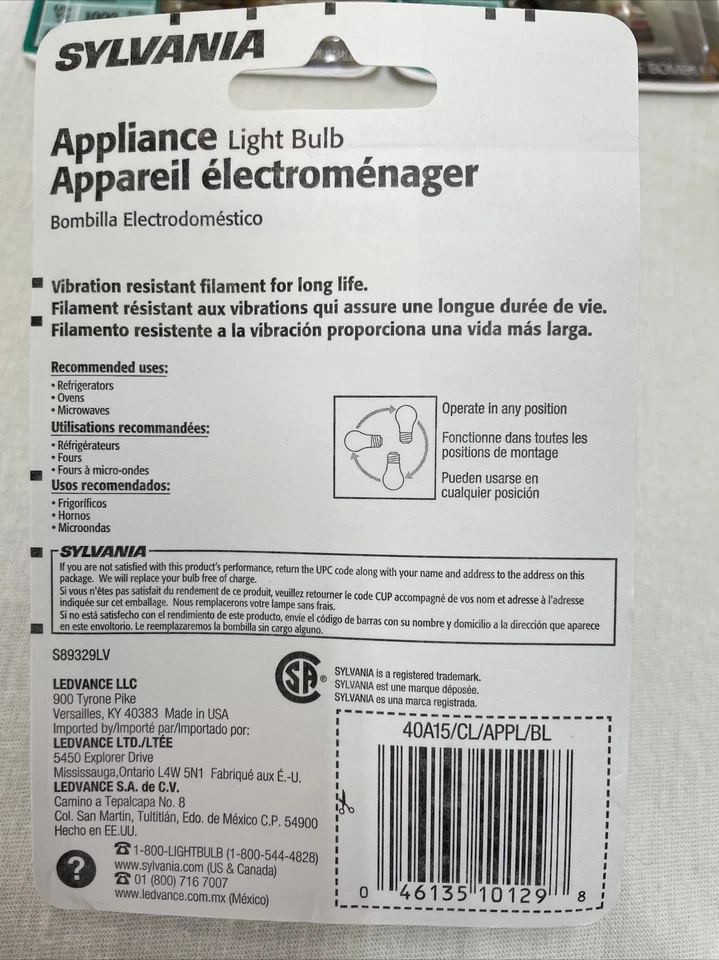 SYLVANIA
Appliance Light Bulb
Appareil électroménager
Bombilla Electrodoméstico
Vibration resistant filament for long life.
Filament résistant aux vibrations qui assure une longue durée de vie.
Filamento resistente a la vibración proporciona una vida más larga.
Recommended uses:
• Refrigerators
• Ovens
• Microwaves
Utilisations recommandées:
• Réfrigérateurs
• Fours
• Fours à micro-ondes
Usos recomendados:
• Frigoríficos
• Hornos
• Microondas
Operate in any position
Fonctionne dans toutes les
positions de montage
Pueden usarse en
cualquier posición
SYLVANIA
If you are not satisfied with this product's performance, return the UPC code along with your name and address to the address on this
package. We will replace your bulb free of charge.
Si vous n'êtes pas satisfait du rendement de ce produit, veuillez retourner le code CUP accompagné de vos nom et adresse à l'adresse
indiquée sur cet emballage. Nous remplacerons votre lampe sans frais.
Si no está satisfecho con el rendimiento de este producto, envíe el código de barras con su nombre y domicilio a la dirección que aparece
en este envoltorio. Le reemplazaremos la bombilla sin cargo alguno.
S89329LV
LEDVANCE LLC
900 Tyrone Pike
Versailles, KY 40383 Made in USA
Imported by/Importé par/Importado por:
LEDVANCE LTD./LTÉE
5450 Explorer Drive
Mississauga,Ontario L4W 5N1 Fabriqué aux É.-U.
LEDVANCE S.A. de C.V.
Camino a Tepalcapa No. 8
Col. San Martin, Tultitlán, Edo. de México C.P. 54900
Hecho en EE.UU.
?
1-800-LIGHTBULB (1-800-544-4828)
www.sylvania.com (US & Canada)
01 (800) 716 7007
www.ledvance.com.mx (México)
SA ®
SYLVANIA is a registered trademark.
SYLVANIA est une marque déposée.
SYLVANIA es una marca registrada.
40A15/CL/APPL/BL
0 46135 10129 8